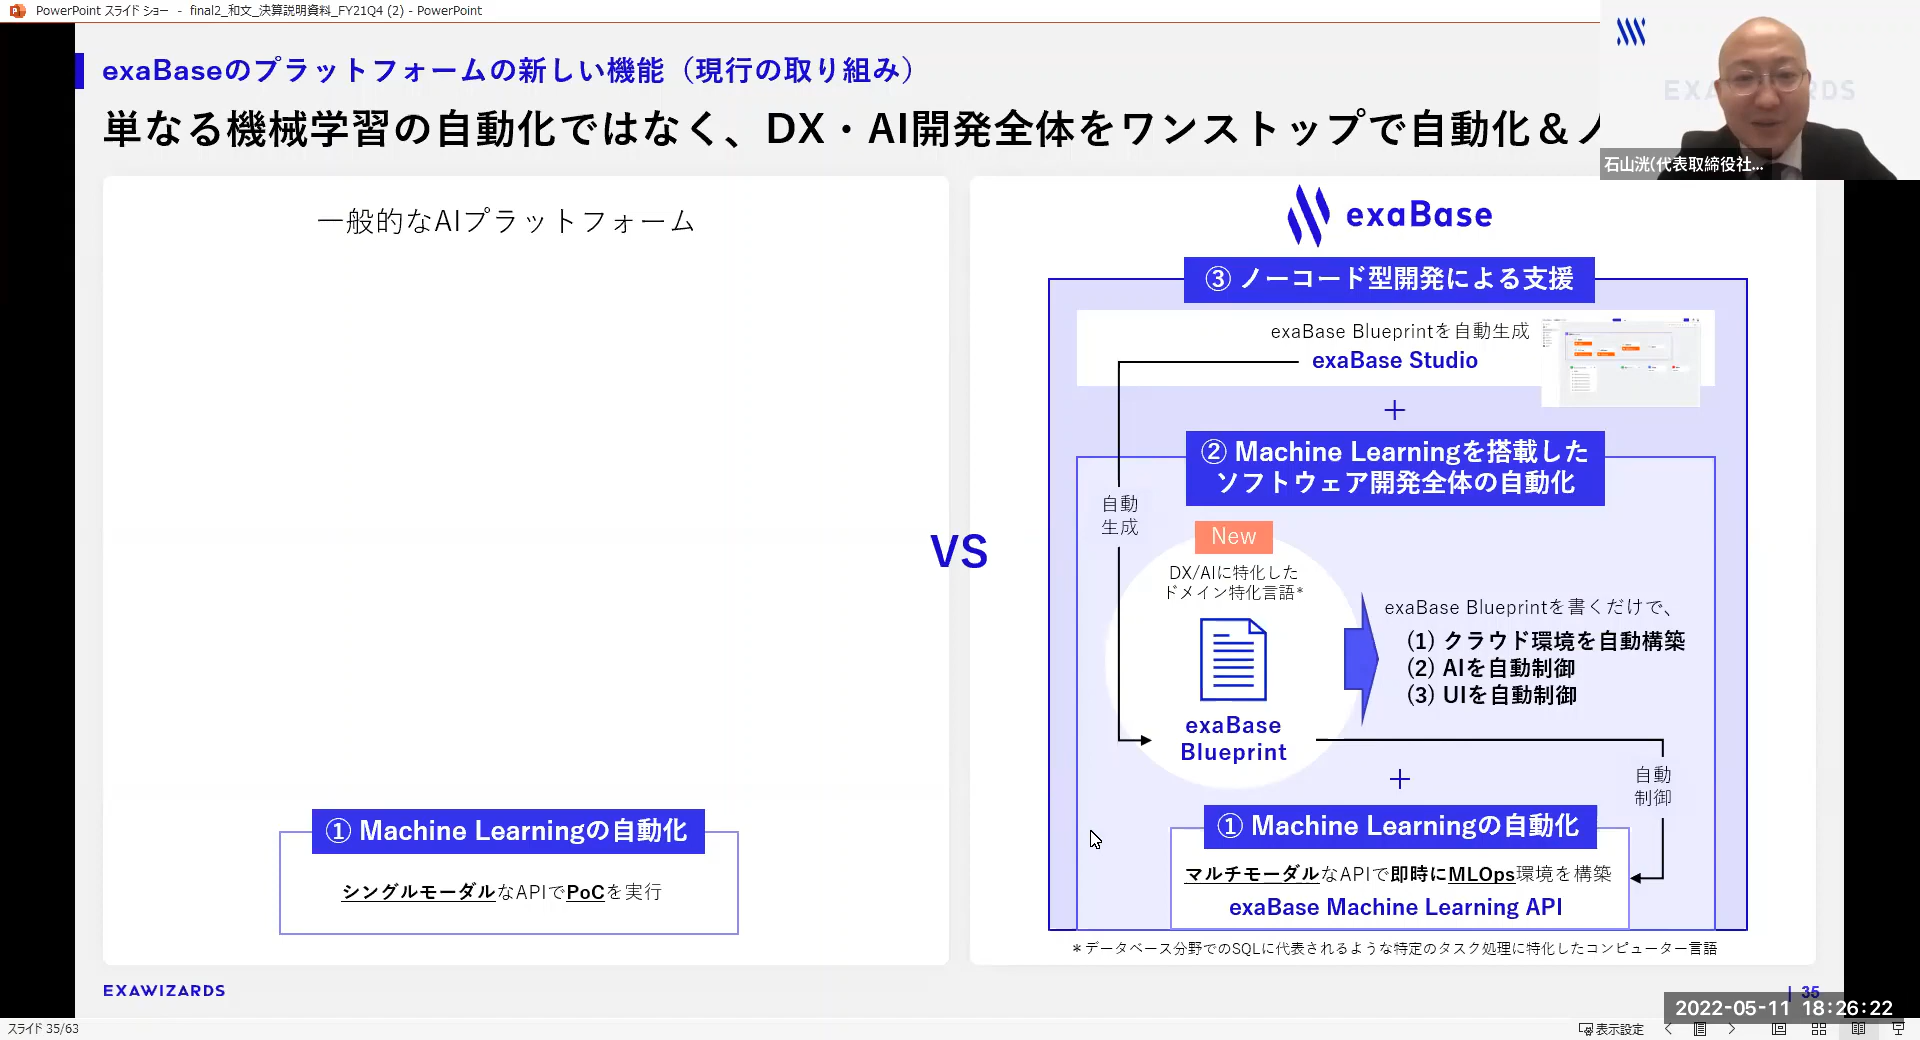 PowerPoint スライド ショー - final2_和文_決算説明資料_FY21Q4 (2) - PowerPoint
exaBaseのプラットフォームの新しい機能（現行の取り組み）
単なる機械学習の自動化ではなく、DX・AI開発全体をワンストップで自動化＆ノ
EXAWIZARDS
石山洸(代表取締役社...
一般的なAIプラットフォーム
① Machine Learningの自動化
シングルモーダルなAPIでPoCを実行
VS
exaBase
③ ノーコード型開発による支援
exaBase Blueprintを自動生成
exaBase Studio
+
② Machine Learningを搭載した
ソフトウェア開発全体の自動化
自動
生成
New
DX/AIに特化した
ドメイン特化言語*
exaBase
Blueprint
exaBase Blueprintを書くだけで、
(1) クラウド環境を自動構築
(2) AIを自動制御
(3) UIを自動制御
+
自動
制御
① Machine Learningの自動化
マルチモーダルなAPIで即時にMLOps環境を構築
exaBase Machine Learning API
＊データベース分野でのSQLに代表されるような特定のタスク処理に特化したコンピューター言語
EXAWIZARDS
| 35
2022-05-11 18:26:22
スライド 35/63
表示設定